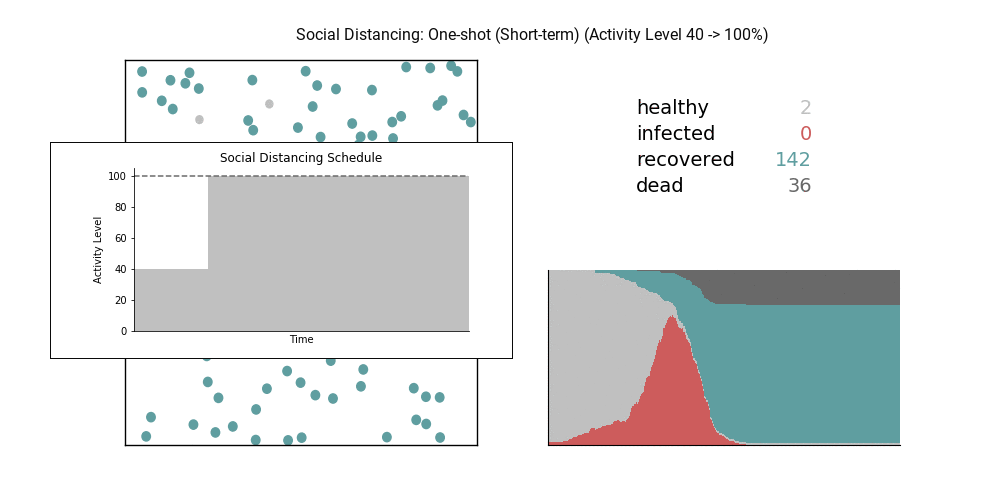 Social Distancing: One-shot (Short-term) (Activity Level 40 -> 100%)
healthy 2
infected 0
recovered 142
dead 36
Social Distancing Schedule
100
80
60
40
20
0
Activity Level
Time